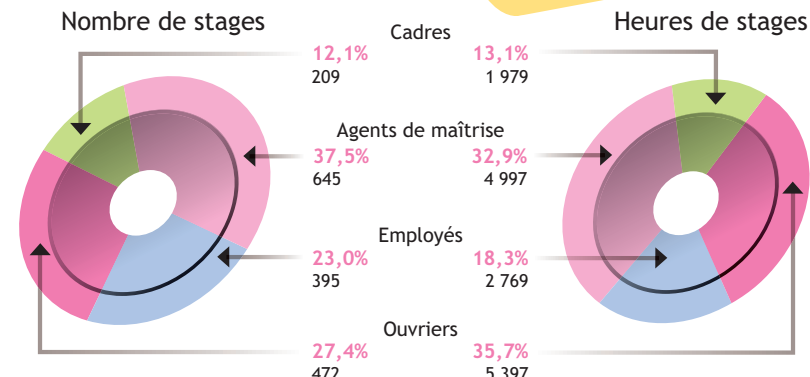 Nombre de stages
Heures de stages
Cadres
12,1% 13,1%
209 1 979
Agents de maîtrise
37,5% 32,9%
645 4 997
Employés
23,0% 18,3%
395 2 769
Ouvriers
27,4% 35,7%
472 5 397